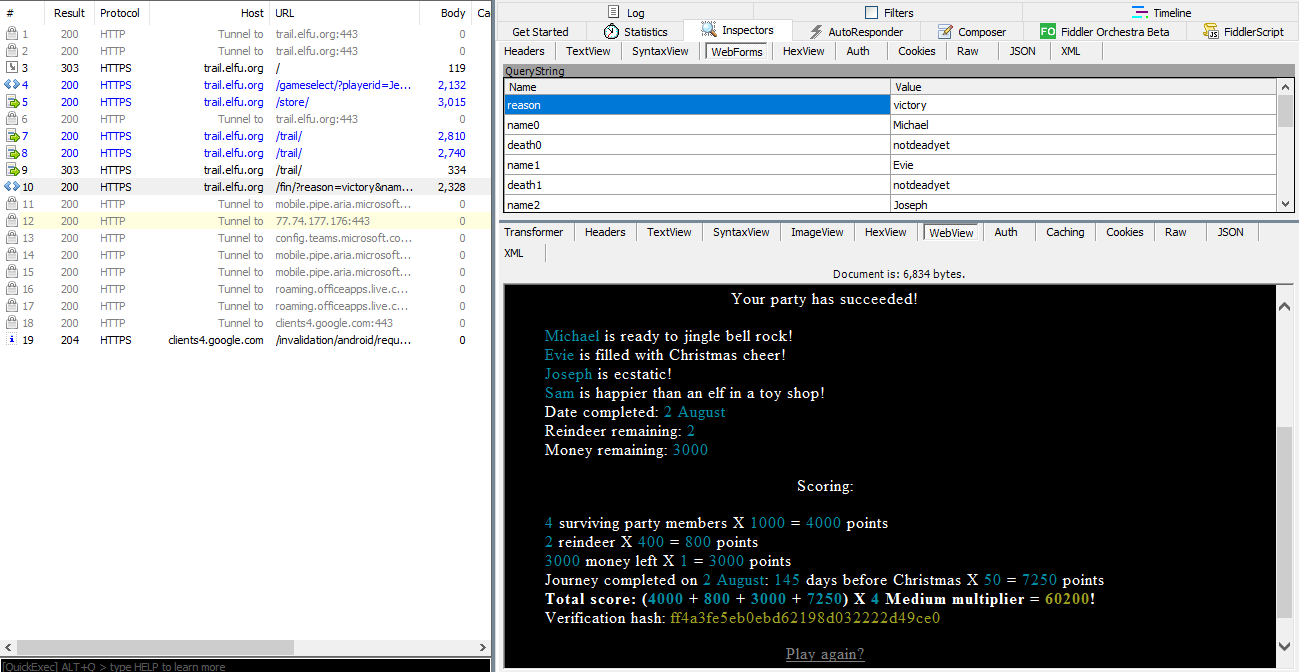 # Result Protocol Host URL Body Ca
1 200 HTTP Tunnel to trail.elfu.org:443 0
2 200 HTTP Tunnel to trail.elfu.org:443 0
3 303 HTTPS trail.elfu.org / 119
4 200 HTTPS trail.elfu.org /gameselect/?playerid=Je... 2,132
5 200 HTTPS trail.elfu.org /store/ 3,015
6 200 HTTP Tunnel to trail.elfu.org:443 0
7 200 HTTPS trail.elfu.org /trail/ 2,810
8 200 HTTPS trail.elfu.org /trail/ 2,740
9 303 HTTPS trail.elfu.org /trail/ 334
10 200 HTTPS trail.elfu.org /fin/?reason=victory&nam... 2,328
11 200 HTTP Tunnel to mobile.pipe.aria.microsoft... 0
12 200 HTTP Tunnel to 77.74.177.176:443 0
13 200 HTTP Tunnel to config.teams.microsoft.co... 0
14 200 HTTP Tunnel to mobile.pipe.aria.microsoft... 0
15 200 HTTP Tunnel to mobile.pipe.aria.microsoft... 0
16 200 HTTP Tunnel to roaming.officeapps.live.c... 0
17 200 HTTP Tunnel to roaming.officeapps.live.c... 0
18 200 HTTP Tunnel to clients4.google.com:443 0
19 204 HTTPS clients4.google.com /invalidation/android/requ... 0
[QuickExec] ALT+Q > type HELP to learn more
Log Filters Timeline
Get Started Statistics Inspectors AutoResponder Composer FO Fiddler Orchestra Beta FiddlerScript
Headers TextView SyntaxView WebForms HexView Auth Cookies Raw JSON XML
QueryString
Name Value
reason victory
name0 Michael
death0 notdeadyet
name1 Evie
death1 notdeadyet
name2 Joseph
Transformer Headers TextView SyntaxView ImageView HexView WebView Auth Caching Cookies Raw JSON
XML
Document is: 6,834 bytes.
Your party has succeeded!
Michael is ready to jingle bell rock!
Evie is filled with Christmas cheer!
Joseph is ecstatic!
Sam is happier than an elf in a toy shop!
Date completed: 2 August
Reindeer remaining: 2
Money remaining: 3000
Scoring:
4 surviving party members X 1000 = 4000 points
2 reindeer X 400 = 800 points
3000 money left X 1 = 3000 points
Journey completed on 2 August: 145 days before Christmas X 50 = 7250 points
Total score: (4000 + 800 + 3000 + 7250) X 4 Medium multiplier = 60200!
Verification hash: ff4a3fe5eb0ebd62198d032222d49ce0
Play again?